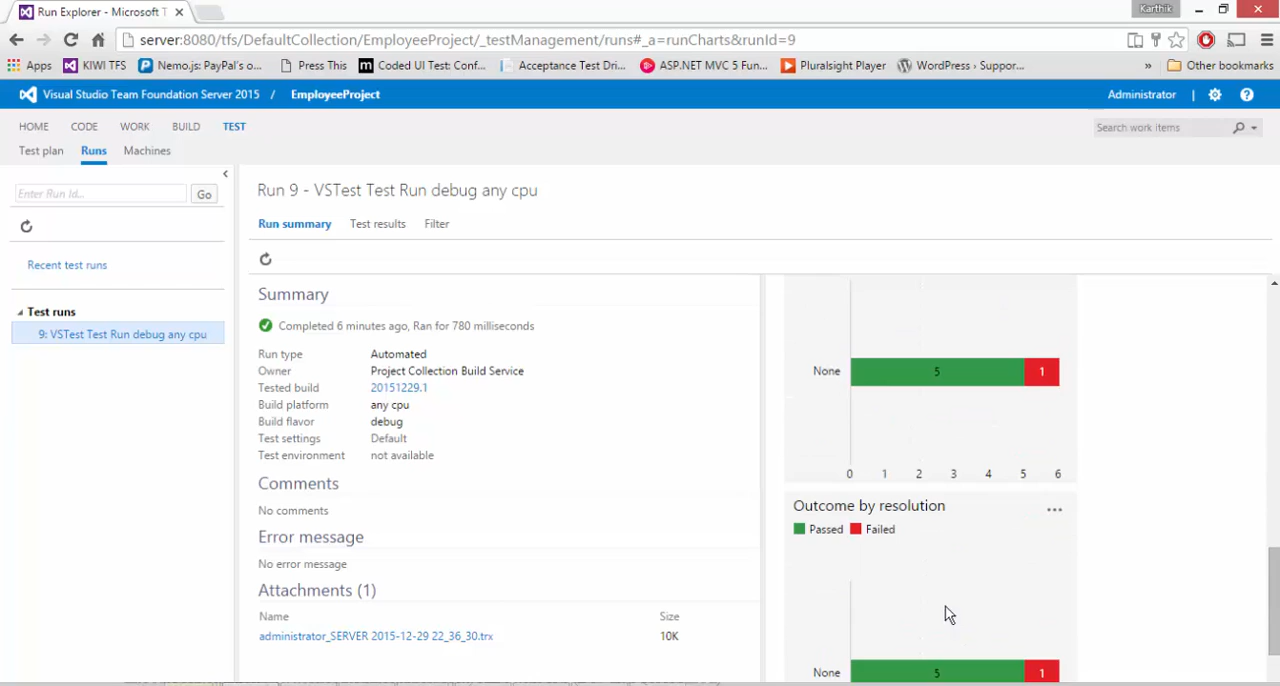 Run Explorer - Microsoft T
Karthik
server:8080/tfs/DefaultCollection/EmployeeProject/_testManagement/runs#_a=runCharts&runId=9
Apps KIWI TFS Nemo.js: PayPal's o... Press This Coded UI Test: Conf... Acceptance Test Dri... ASP.NET MVC 5 Fun... Pluralsight Player WordPress › Suppor... » Other bookmarks
Visual Studio Team Foundation Server 2015 / EmployeeProject Administrator | ?
HOME CODE WORK BUILD TEST
Search work items
Test plan Runs Machines
Enter Run Id... Go
Run 9 - VSTest Test Run debug any cpu
Run summary Test results Filter
Recent test runs
Test runs
9: VSTest Test Run debug any cpu
Summary
Completed 6 minutes ago, Ran for 780 milliseconds
Run type Automated
Owner Project Collection Build Service
Tested build 20151229.1
Build platform any cpu
Build flavor debug
Test settings Default
Test environment not available
Comments
No comments
Error message
No error message
Attachments (1)
Name Size
administrator_SERVER 2015-12-29 22_36_30.trx 10K
None 5 1
0 1 2 3 4 5 6
Outcome by resolution ...
Passed Failed
None 5 1